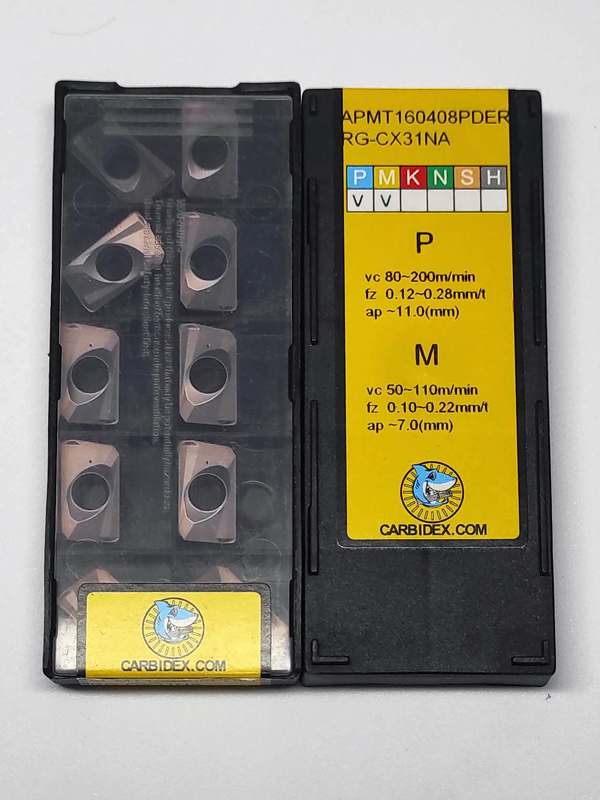 APMT160408PDER
RG-CX31NA
P M K N S H
V V
P
vc 80~200m/min
fz 0.12~0.28mm/t
ap ~11.0(mm)
M
vc 50~110m/min
fz 0.10~0.22mm/t
ap ~7.0(mm)
CARBIDEX.COM
CARBIDEX.COM